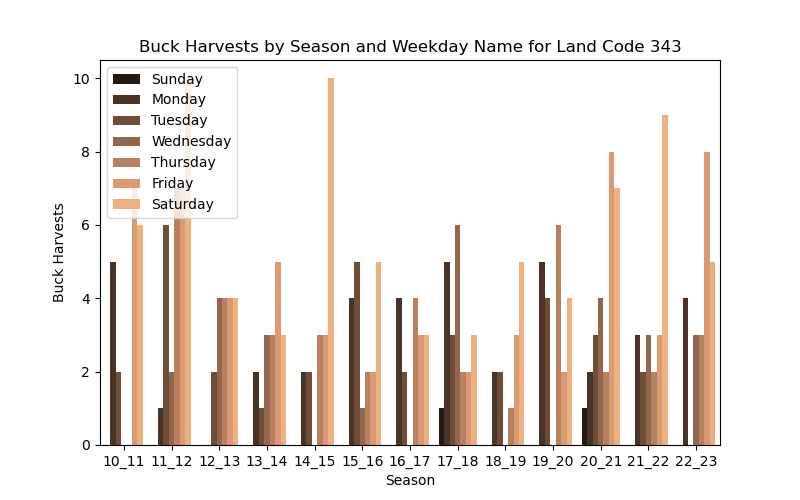 Buck Harvests by Season and Weekday Name for Land Code 343
Buck Harvests
10
8
6
4
2
0
Sunday
Monday
Tuesday
Wednesday
Thursday
Friday
Saturday
10_11 11_12 12_13 13_14 14_15 15_16 16_17 17_18 18_19 19_20 20_21 21_22 22_23
Season